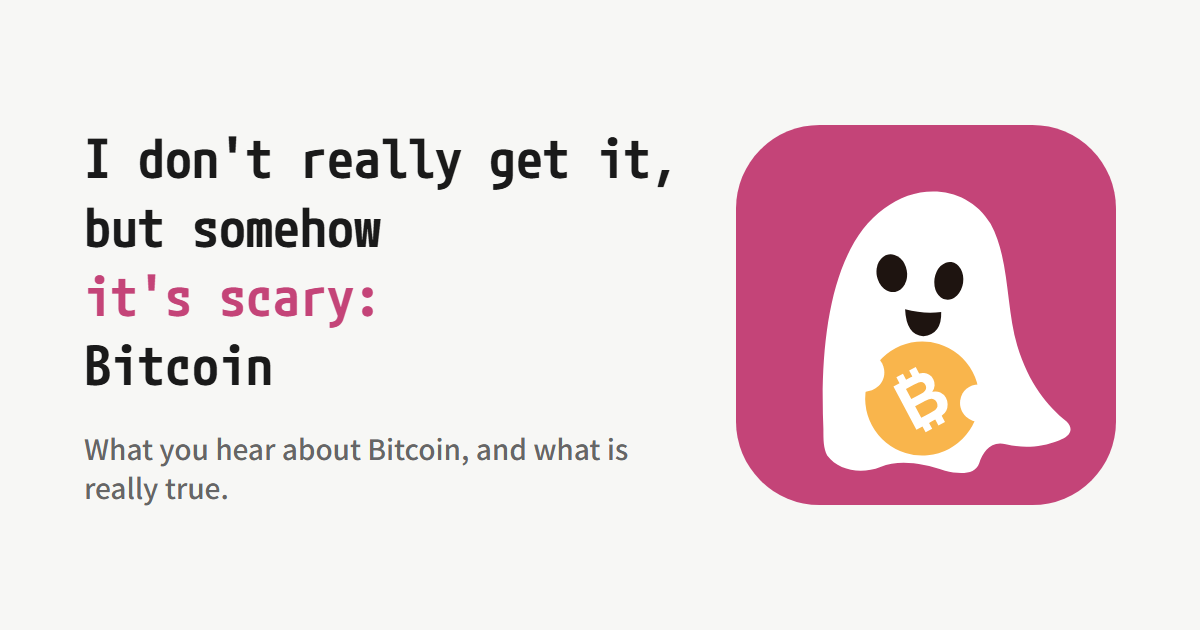 I don't really get it,
but somehow
it's scary:
Bitcoin
What you hear about Bitcoin, and what is
really true.